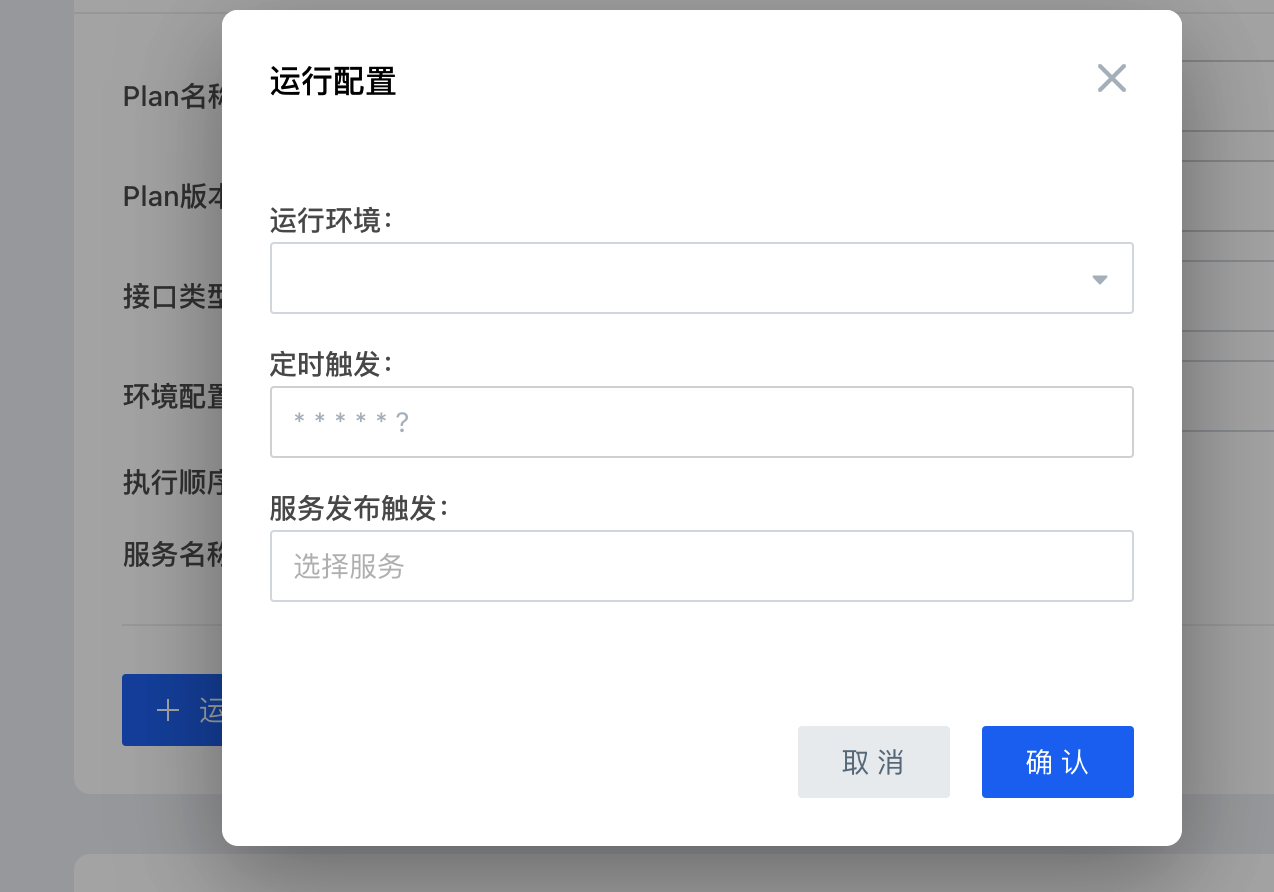 运行配置
Plan名
Plan版
运行环境：
接口类型
定时触发：
环境配置
* * * * * ?
执行顺序
服务发布触发：
服务名称
选择服务
运
取消
确认